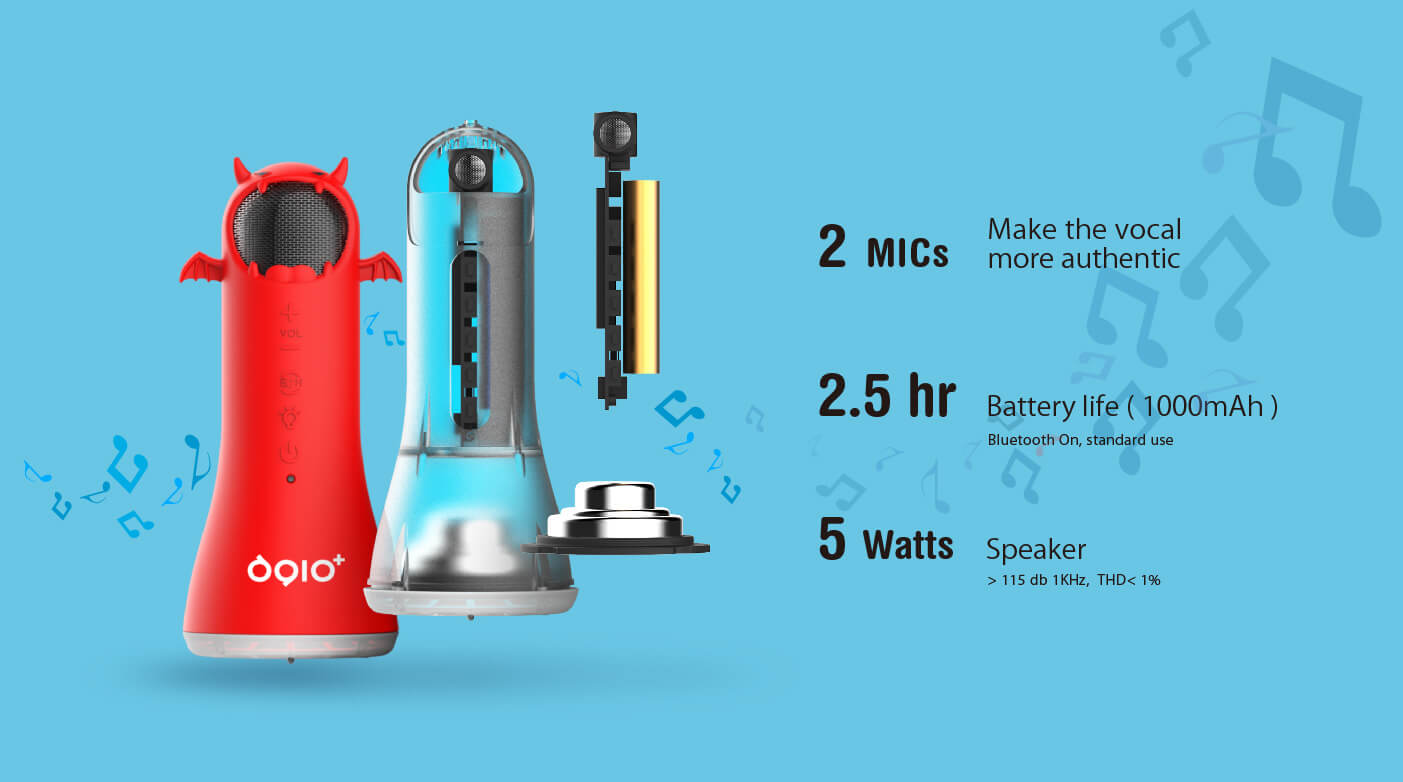 VOL
ÒQIO+
2 MICs
Make the vocal
more authentic
2.5 hr
Battery life ( 1000mAh )
Bluetooth On, standard use
5 Watts
Speaker
> 115 db 1KHz, THD< 1%